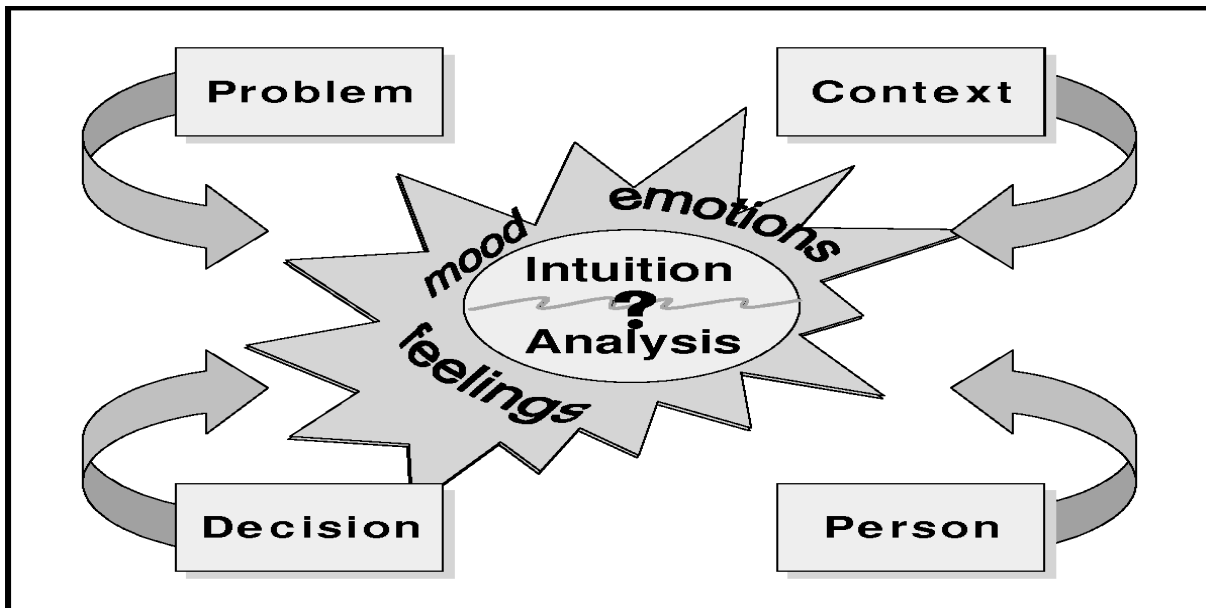 Problem
Context
emotions
mood
Intuition
?
Analysis
feelings
Decision
Person